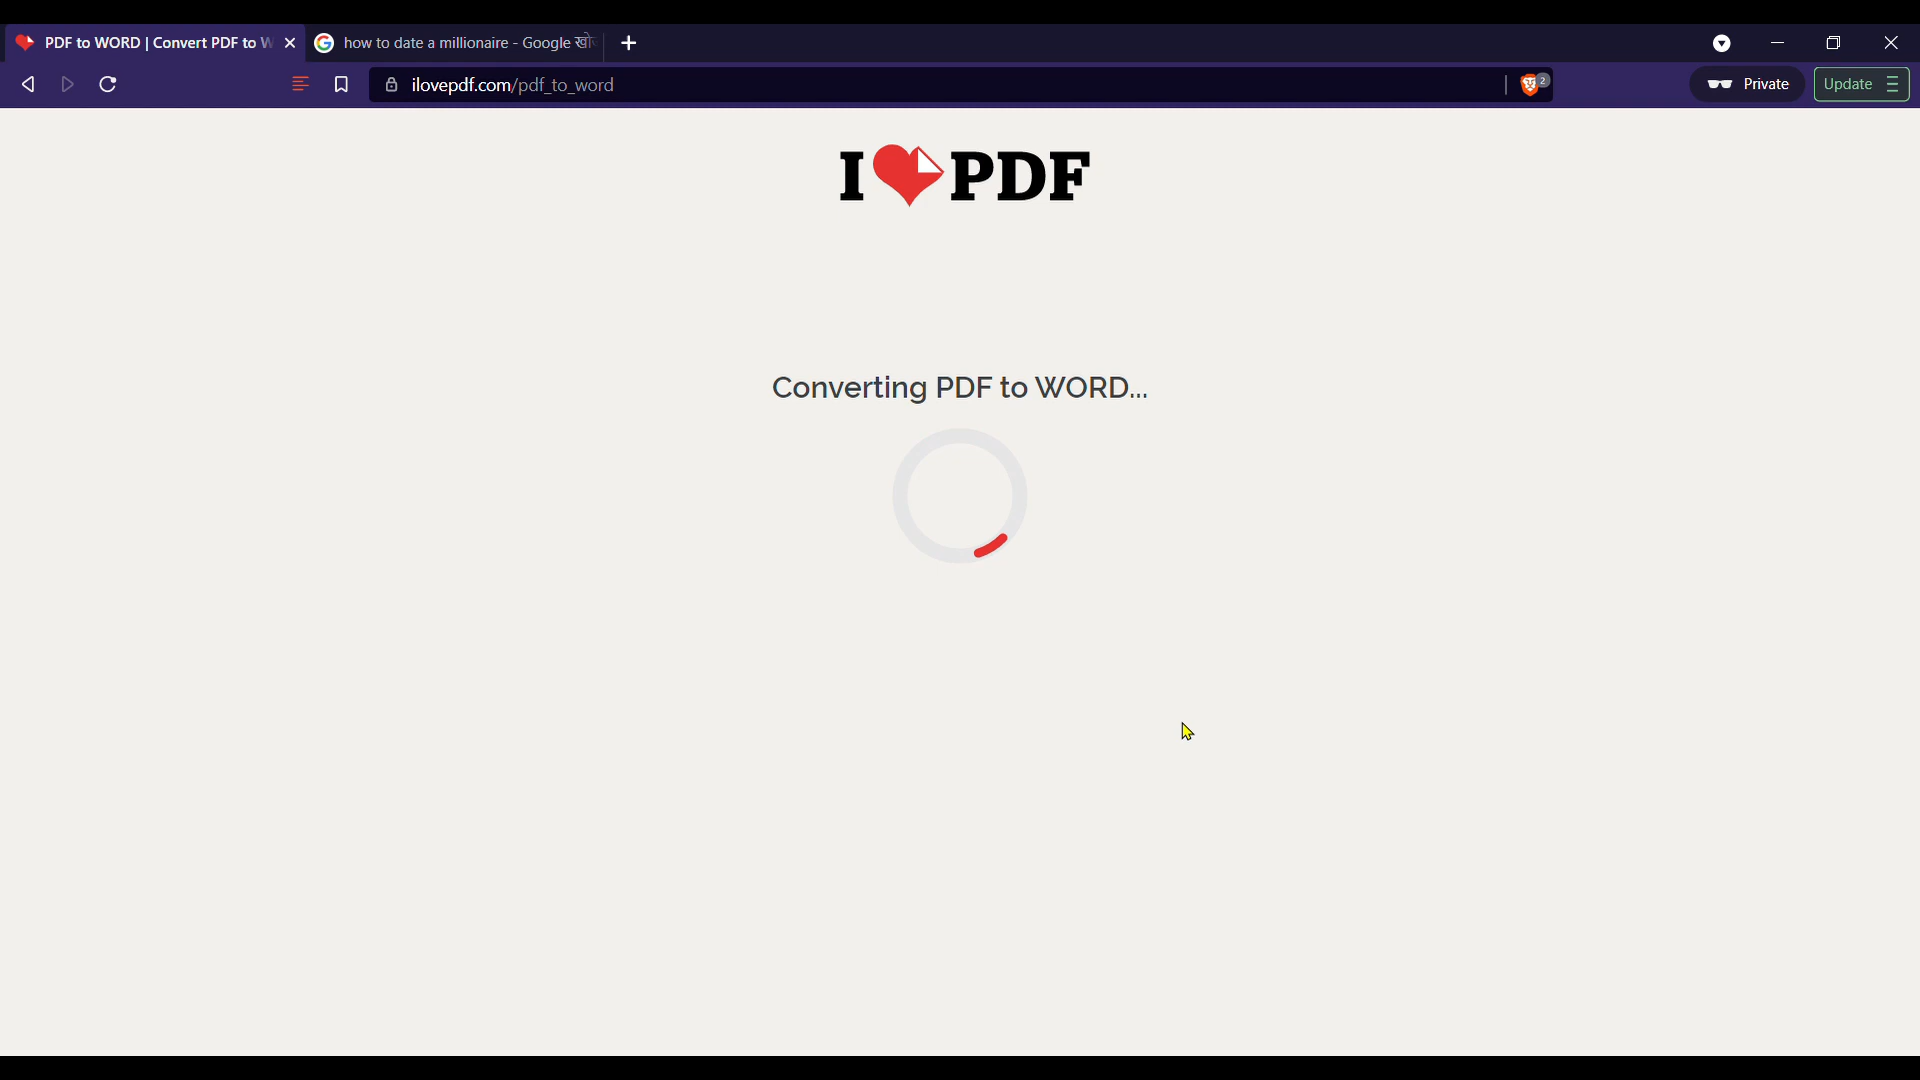 PDF to WORD | Convert PDF to W
how to date a millionaire - Google खोज
ilovepdf.com/pdf_to_word
2
Private
Update
I PDF
Converting PDF to WORD...